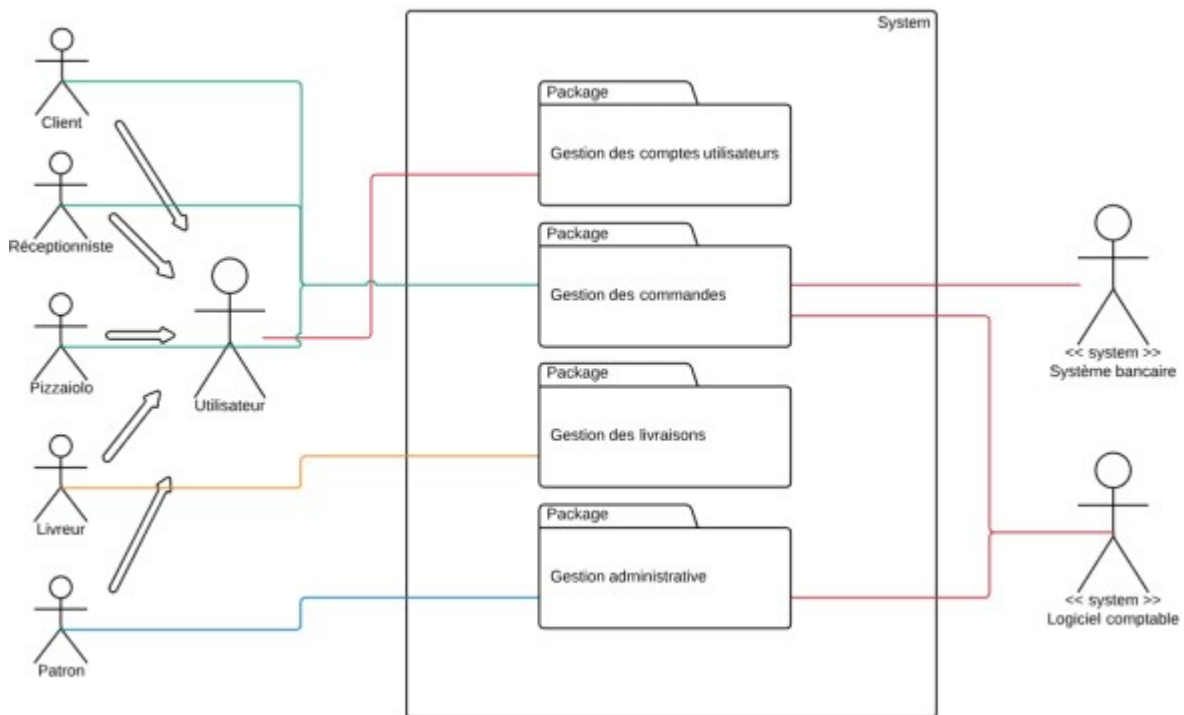 System
Client
Réceptionniste
Pizzaiolo
Livreur
Patron
Utilisateur
Package
Gestion des comptes utilisateurs
Package
Gestion des commandes
Package
Gestion des livraisons
Package
Gestion administrative
<< system >>
Système bancaire
<< system >>
Logiciel comptable